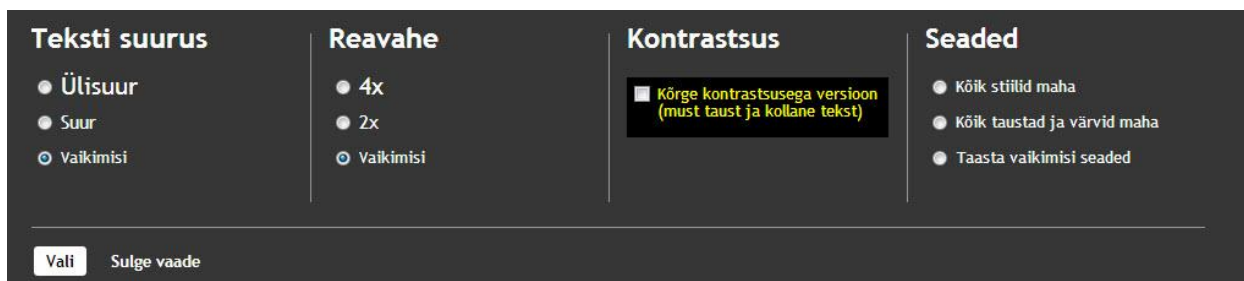 Teksti suurus
Ülisuur
Suur
Vaikimisi
Reavahe
4x
2x
Vaikimisi
Kontrastsus
Kõrge kontrastsusega versioon
(must taust ja kollane tekst)
Seaded
Kõik stiilid maha
Kõik taustad ja värvid maha
Taasta vaikimisi seaded
Vali
Sulge vaade